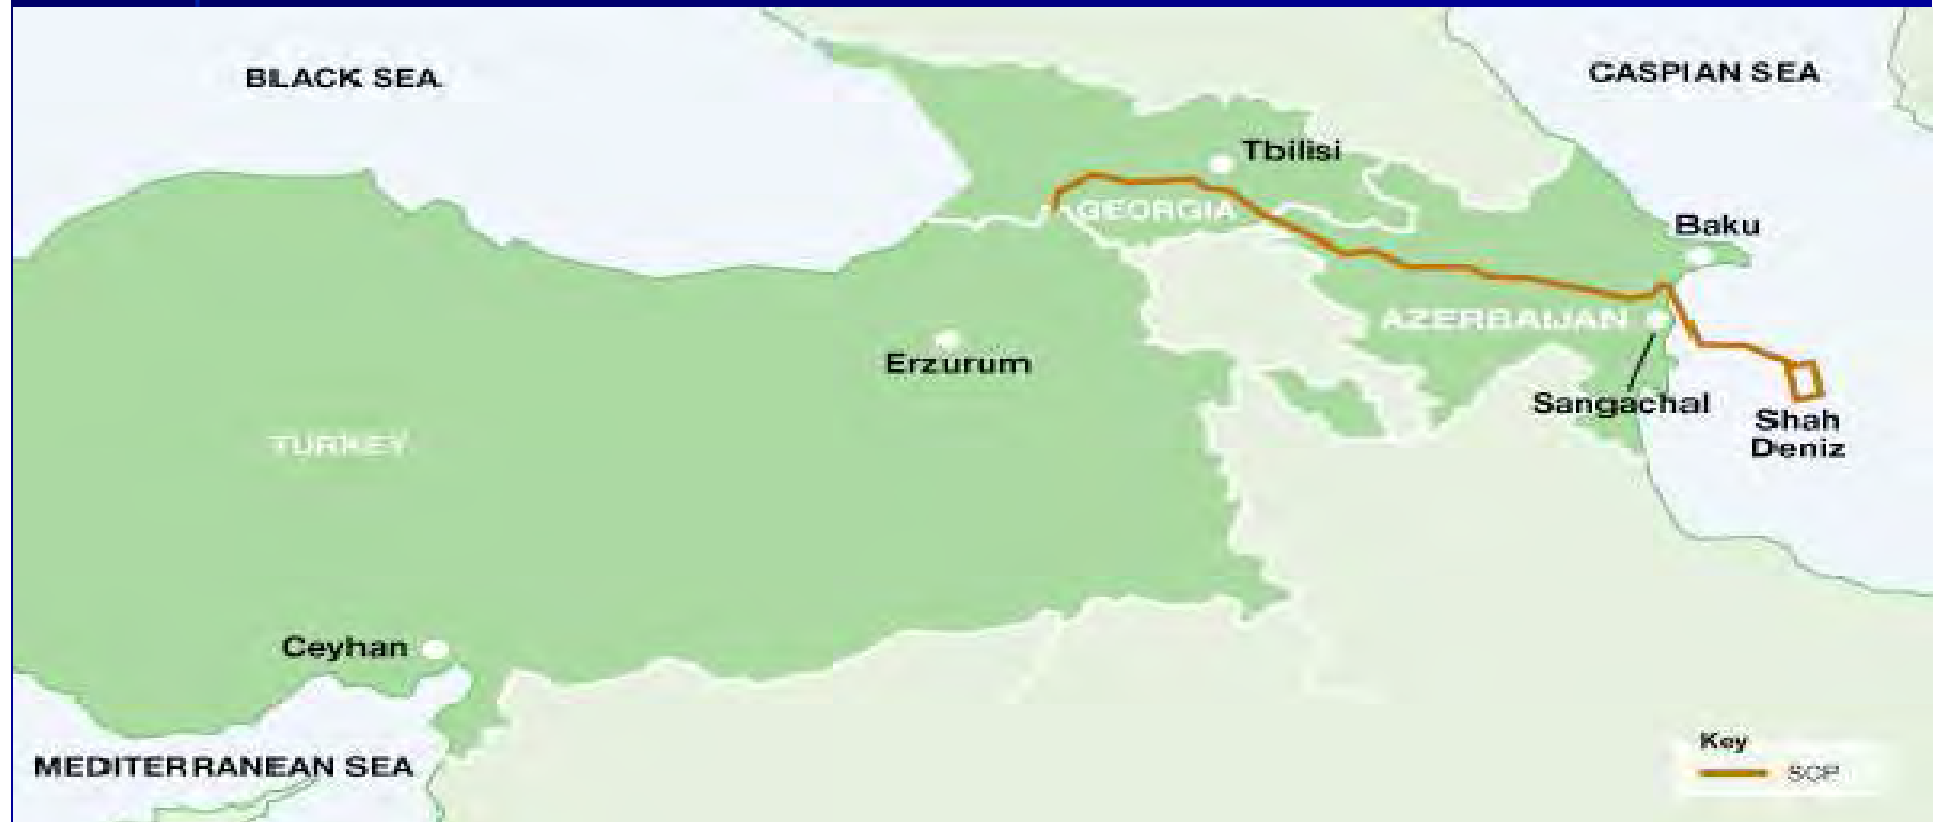 BLACK SEA
CASPIAN SEA
Tbilisi
GEORGIA
Baku
AZERBAIJAN
Erzurum
Sangachal
Shah
Deniz
TURKEY
Ceyhan
MEDITERRANEAN SEA
Key
SCP